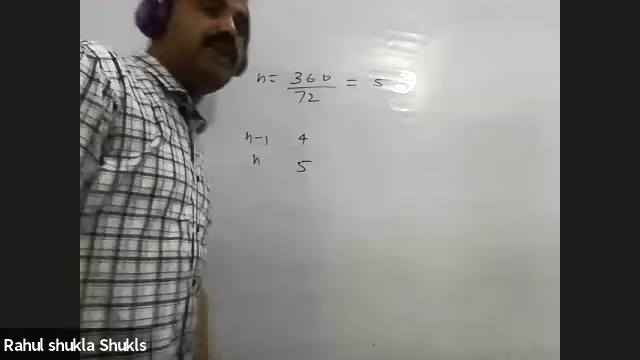 n = 360/72 = 5
n-1 4
n 5
Rahul shukla Shukls